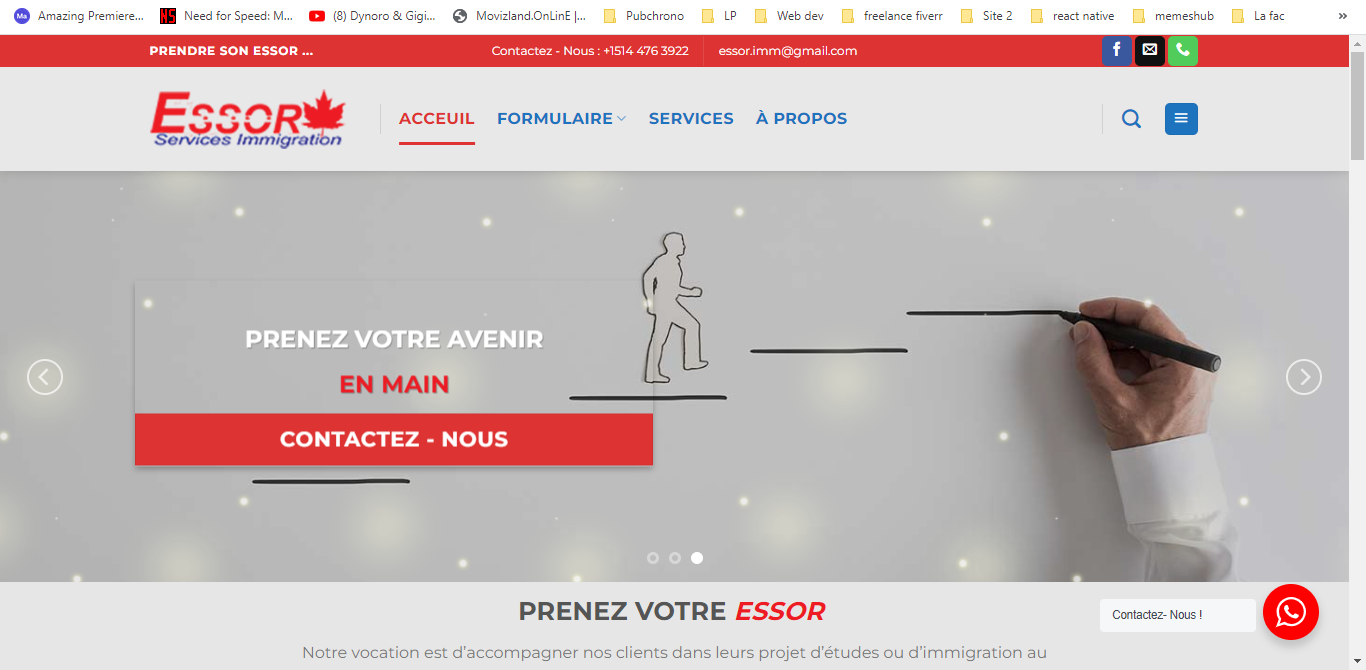 Ma Amazing Premiere... NS Need for Speed: M... (8) Dynoro & Gigi... Movizland.OnLinE |... Pubchrono LP Web dev freelance fiverr Site 2 react native memeshub La fac »
PRENDRE SON ESSOR ... Contactez - Nous : +1514 476 3922 essor.imm@gmail.com
ESSOR
Services Immigration
ACCEUIL FORMULAIRE SERVICES À PROPOS
PRENEZ VOTRE AVENIR
EN MAIN
CONTACTEZ - NOUS
PRENEZ VOTRE ESSOR
Contactez- Nous !
Notre vocation est d’accompagner nos clients dans leurs projet d’études ou d’immigration au